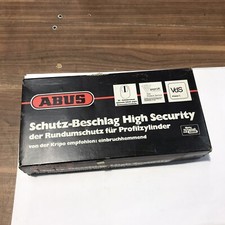 ABUS
VdS
Schutz-Beschlag High Security
der Rundumschutz für Profilzylinder
von der Kripo empfohlen: einbruchhemmend